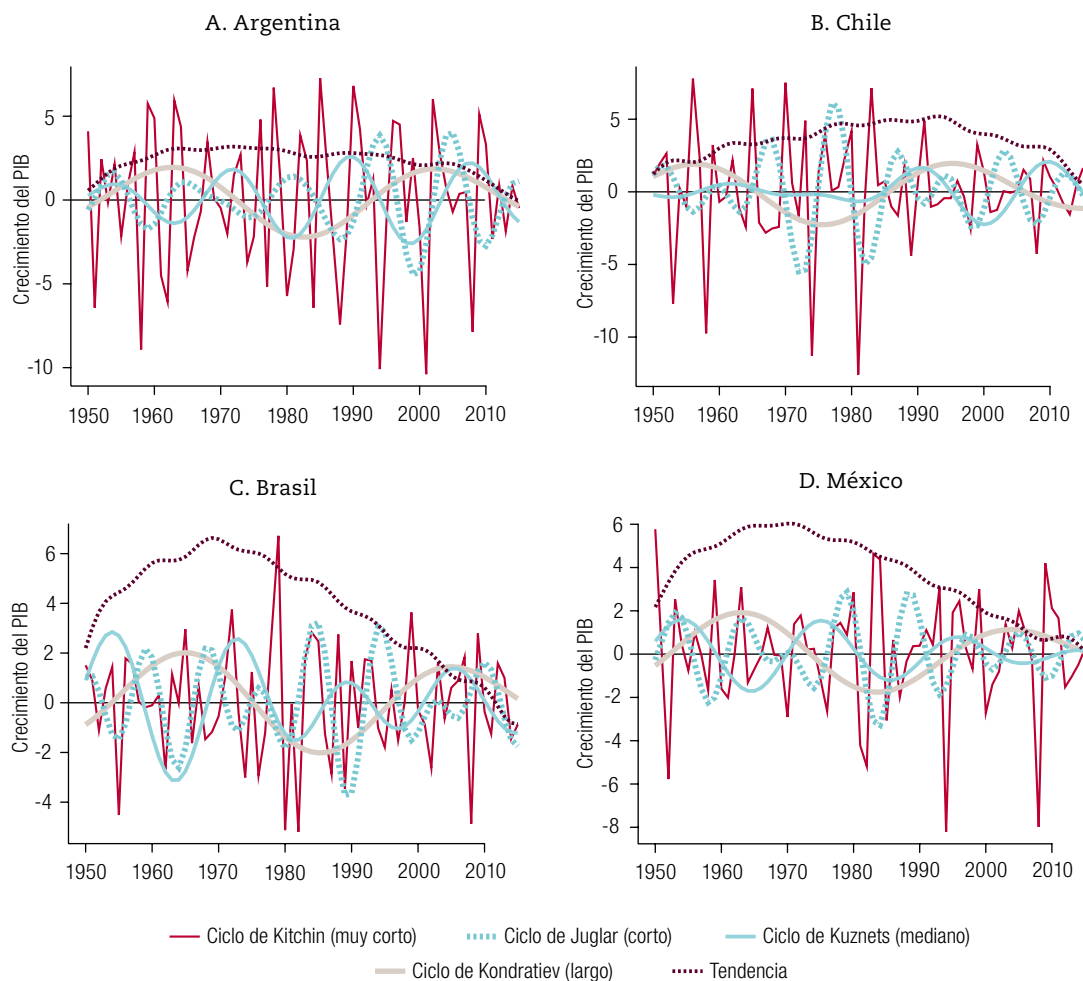 A. Argentina
Crecimiento del PIB
5
0
-5
-10
1950 1960 1970 1980 1990 2000 2010
B. Chile
Crecimiento del PIB
5
0
-5
-10
1950 1960 1970 1980 1990 2000 2010
C. Brasil
Crecimiento del PIB
6
4
2
0
-2
-4
1950 1960 1970 1980 1990 2000 2010
D. México
Crecimiento del PIB
6
4
2
0
-2
-4
-6
-8
1950 1960 1970 1980 1990 2000 2010
Ciclo de Kitchin (muy corto) Ciclo de Juglar (corto) Ciclo de Kuznets (mediano)
Ciclo de Kondratiev (largo) Tendencia